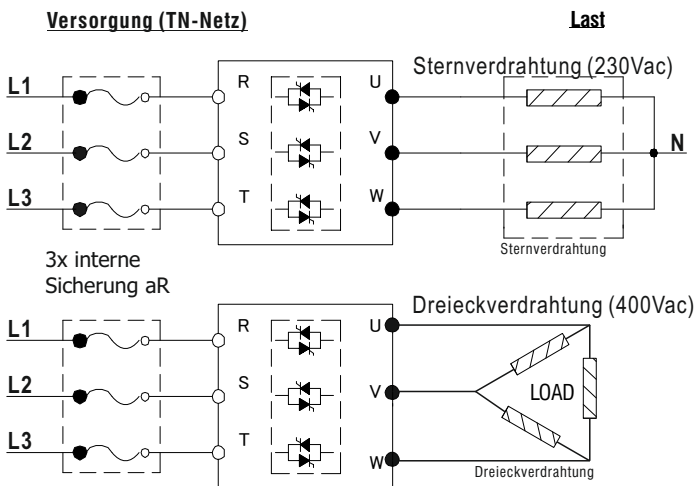 Versorgung (TN-Netz)
Last
Sternverdrahtung (230Vac)
L1
R
U
L2
S
V
N
L3
T
W
Sternverdrahtung
3x interne
Sicherung aR
Dreieckverdrahtung (400Vac)
L1
R
U
L2
S
V
LOAD
L3
T
W
Dreieckverdrahtung